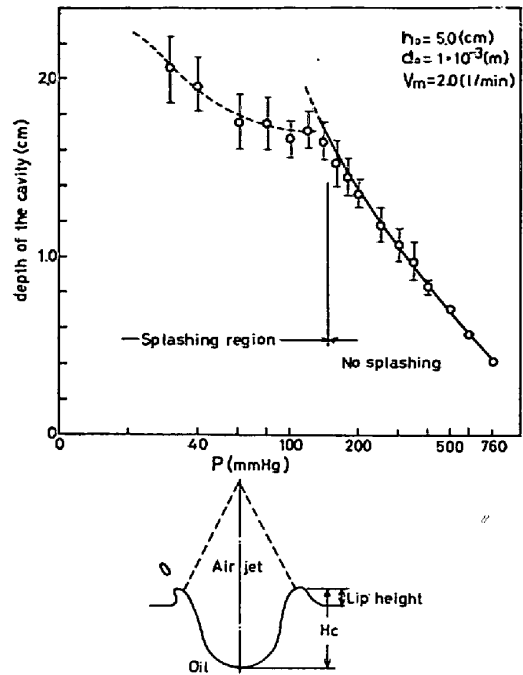 h₀ = 5.0 (cm)
d₀ = 1·10⁻³ (m)
Vm = 2.0 (l/min)
2.0
1.0
0
depth of the cavity (cm)
Splashing region
No splashing
0 40 100 200 500 760
P (mmHg)
Air jet
Lip height
Hc
Oil